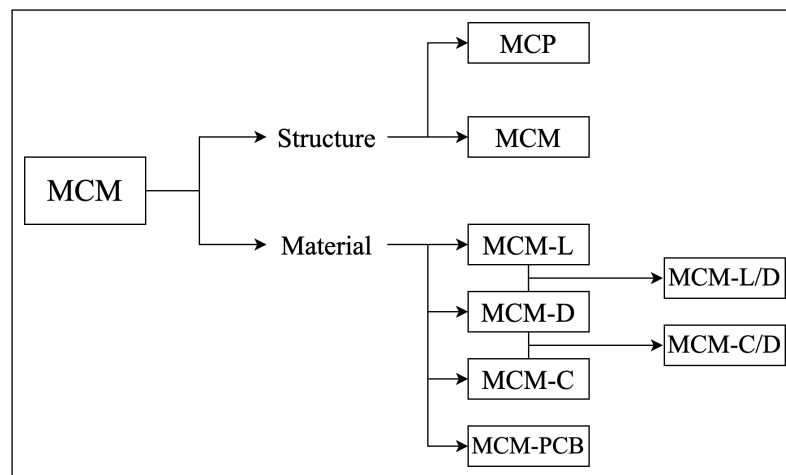 MCP
Structure
MCM
MCM
Material
MCM-L
MCM-L/D
MCM-D
MCM-C/D
MCM-C
MCM-PCB